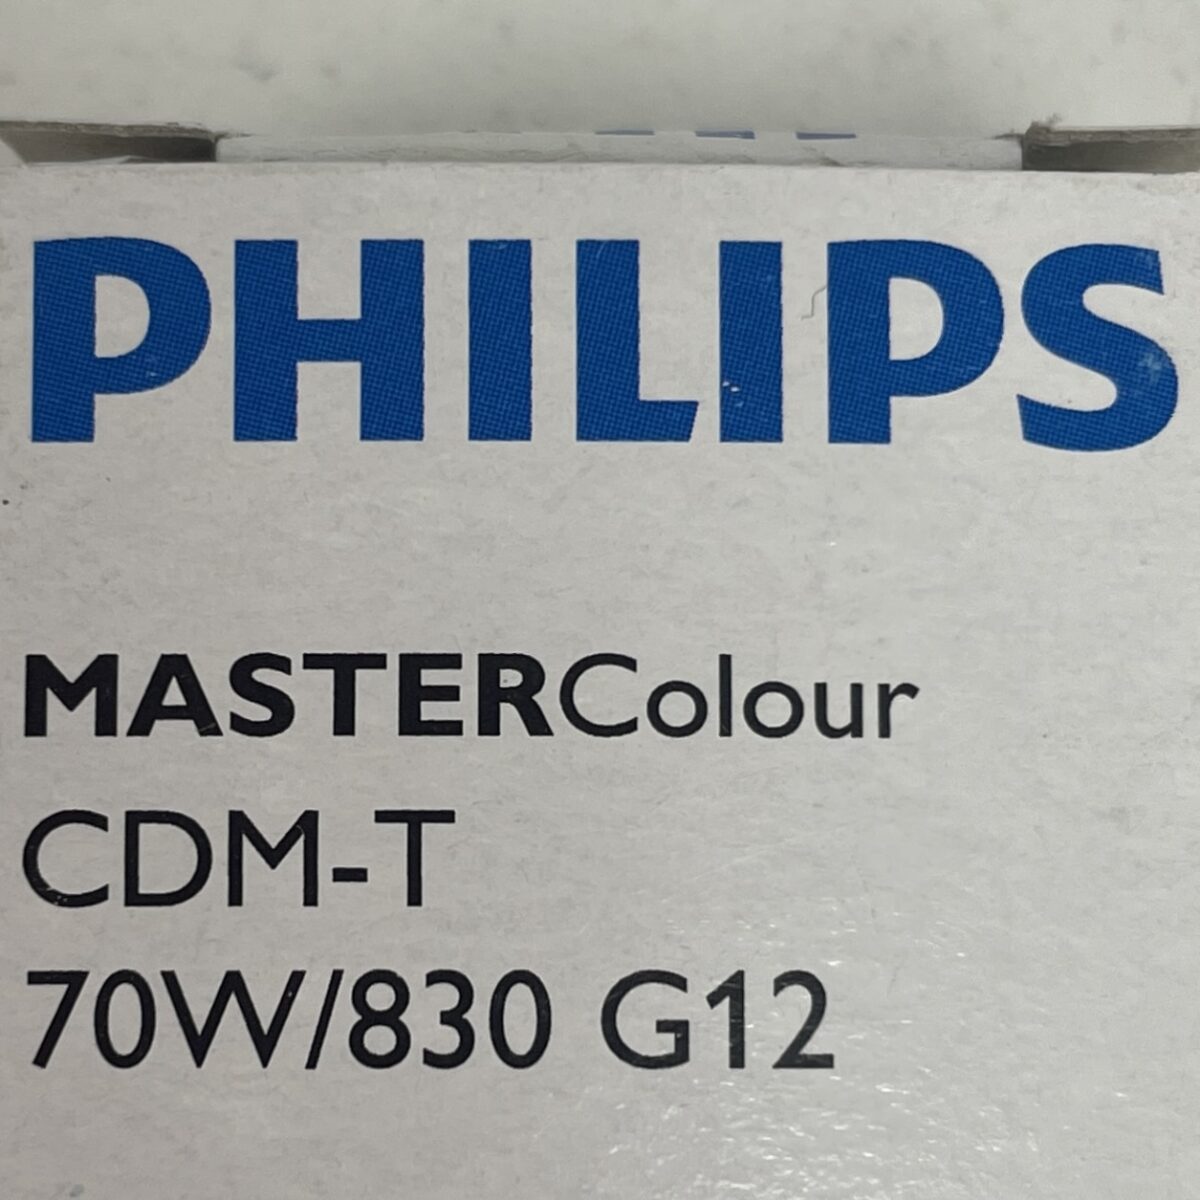 PHILIPS
MASTERColour
CDM-T
70W/830 G12